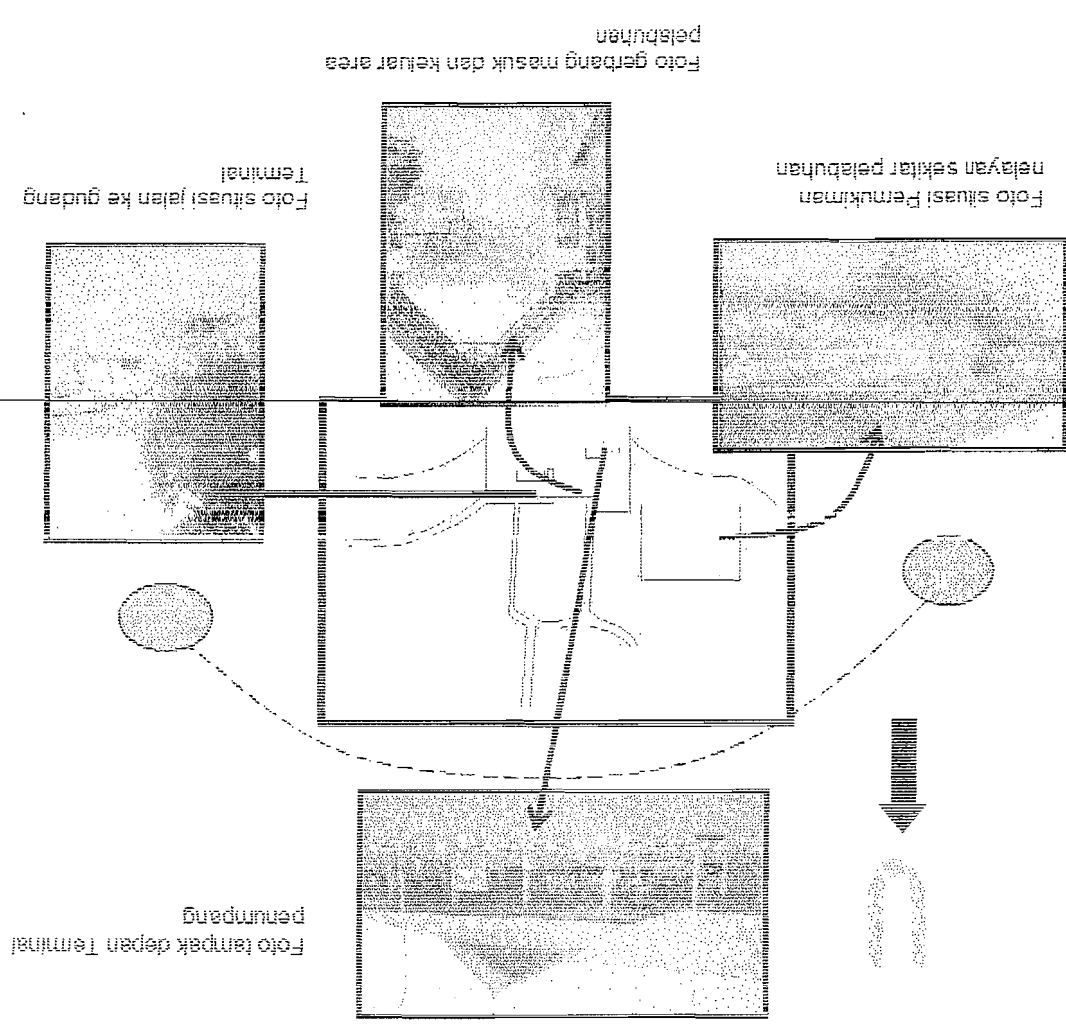 U
Foto tampak depan Terminal
penumpang
Foto situasi Pemukiman
nelayan sekitar pelabuhan
Foto situasi jalan ke gudang
Terminal
Foto gerbang masuk dan keluar area
pelabuhan